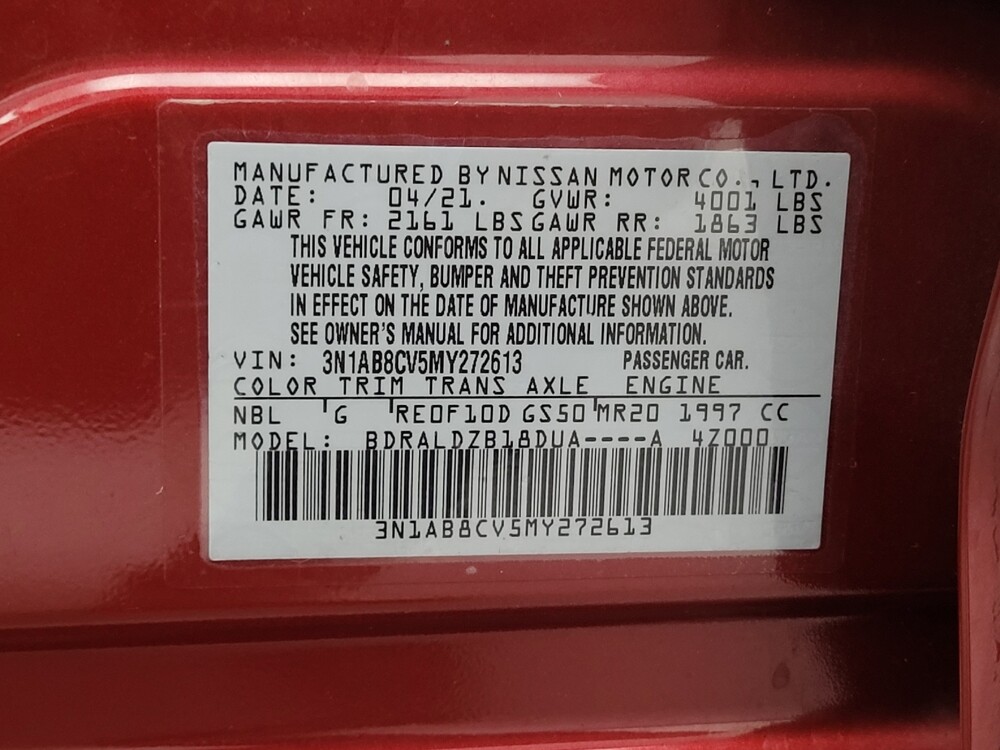 MANUFACTURED BY NISSAN MOTOR CO., LTD.
DATE: 04/21. GVWR: 4001 LBS
GAWR FR: 2161 LBS GAWR RR: 1863 LBS
THIS VEHICLE CONFORMS TO ALL APPLICABLE FEDERAL MOTOR
VEHICLE SAFETY, BUMPER AND THEFT PREVENTION STANDARDS
IN EFFECT ON THE DATE OF MANUFACTURE SHOWN ABOVE.
SEE OWNER'S MANUAL FOR ADDITIONAL INFORMATION.
VIN: 3N1AB8CV5MY272613 PASSENGER CAR.
COLOR TRIM TRANS AXLE ENGINE
NBL G RE0F10D GS50 MR20 1997 CC
MODEL: BDRALDZB18DUA----A 4Z000
3N1AB8CV5MY272613